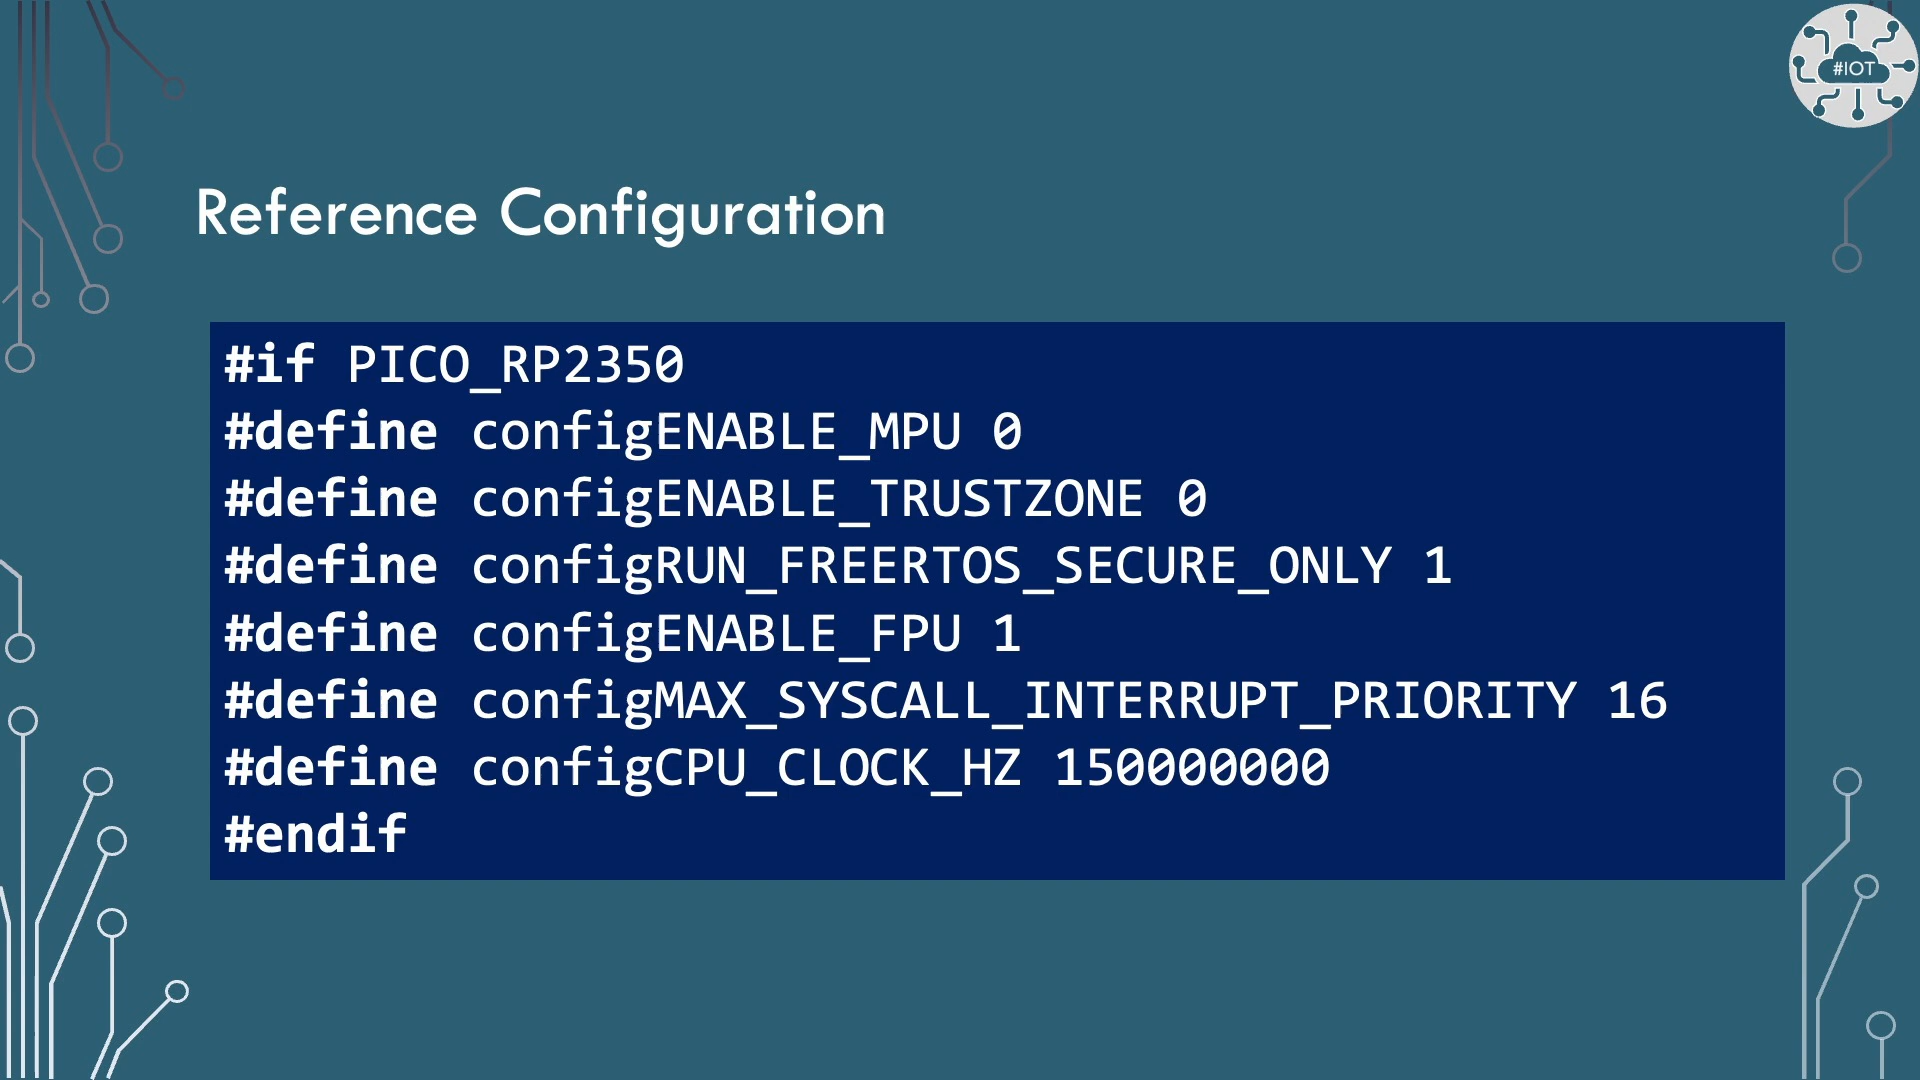 #IOT
Reference Configuration
#if PICO_RP2350
#define configENABLE_MPU 0
#define configENABLE_TRUSTZONE 0
#define configRUN_FREERTOS_SECURE_ONLY 1
#define configENABLE_FPU 1
#define configMAX_SYSCALL_INTERRUPT_PRIORITY 16
#define configCPU_CLOCK_HZ 150000000
#endif